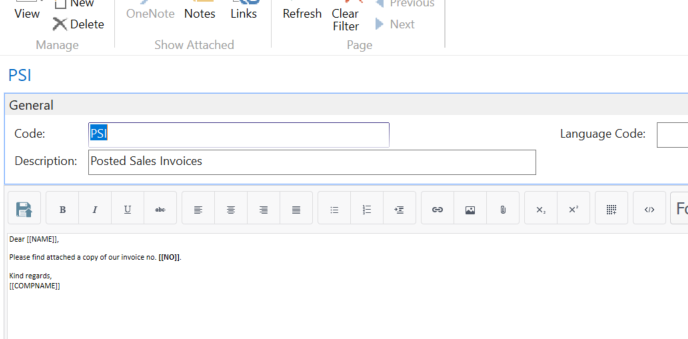 New
Previous
View
Delete
OneNote Notes Links
Refresh Clear Filter
Next
Manage
Show Attached
Page
PSI
General
Code: PSI
Language Code:
Description: Posted Sales Invoices
B I U abc
x₂ x² </> Fo
Dear [[NAME]],
Please find attached a copy of our invoice no. [[NO]].
Kind regards,
[[COMPNAME]]